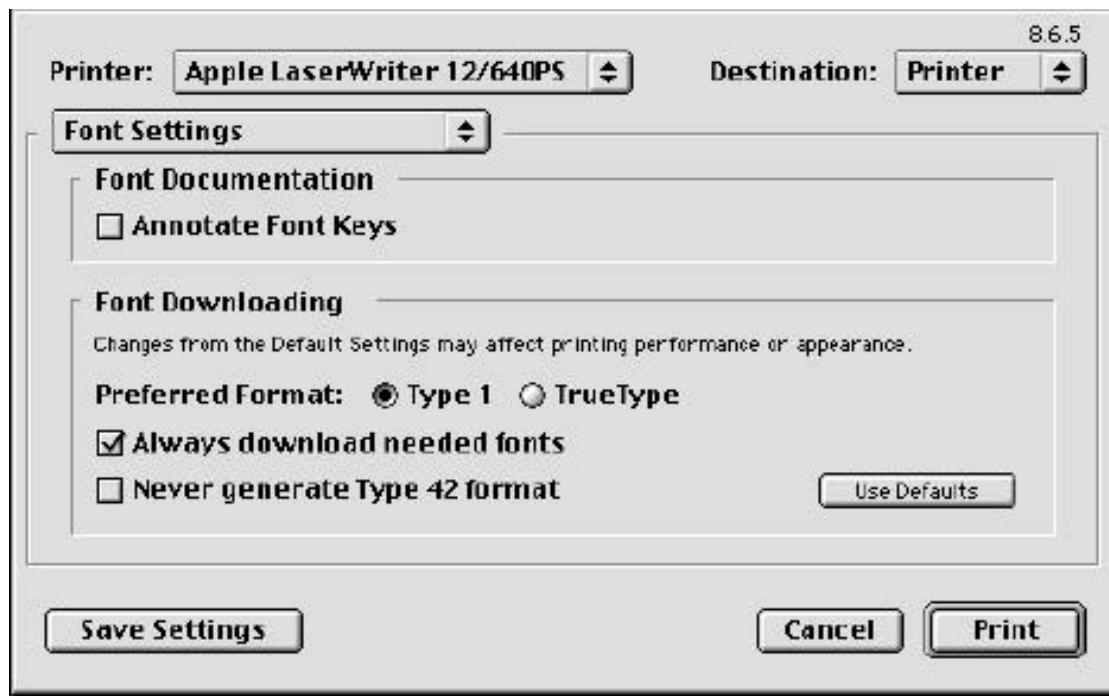 8.6.5
Printer: Apple LaserWriter 12/640PS Destination: Printer
Font Settings
Font Documentation
Annotate Font Keys
Font Downloading
Changes from the Default Settings may affect printing performance or appearance.
Preferred Format: Type 1 TrueType
Always download needed fonts
Never generate Type 42 format Use Defaults
Save Settings Cancel Print